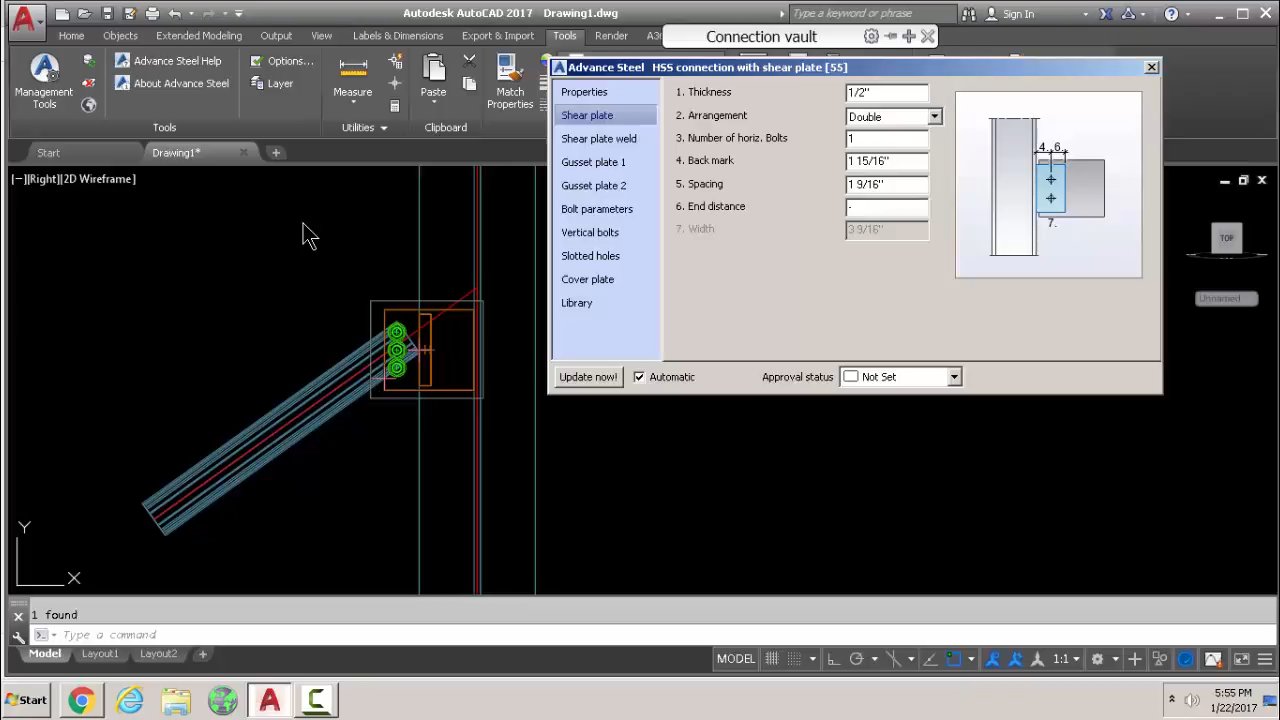 Autodesk AutoCAD 2017 Drawing1.dwg
Type a keyword or phrase
Sign In
Home
Objects
Extended Modeling
Output
View
Labels & Dimensions
Export & Import
Tools
Render
Connection vault
Management Tools
Advance Steel Help
About Advance Steel
Options...
Layer
Measure
Paste
Match Properties
Tools
Utilities
Clipboard
Start
Drawing1*
[−][Right][2D Wireframe]
Advance Steel HSS connection with shear plate [55]
Properties
Shear plate
Shear plate weld
Gusset plate 1
Gusset plate 2
Bolt parameters
Vertical bolts
Slotted holes
Cover plate
Library
1. Thickness 1/2"
2. Arrangement Double
3. Number of horiz. Bolts 1
4. Back mark 1 15/16"
5. Spacing 1 9/16"
6. End distance -
7. Width 3 9/16"
4. 6.
7.
Update now!
Automatic
Approval status
Not Set
TOP
Unnamed
Y
X
1 found
Type a command
Model
Layout1
Layout2
MODEL
1:1
Start
5:55 PM
1/22/2017